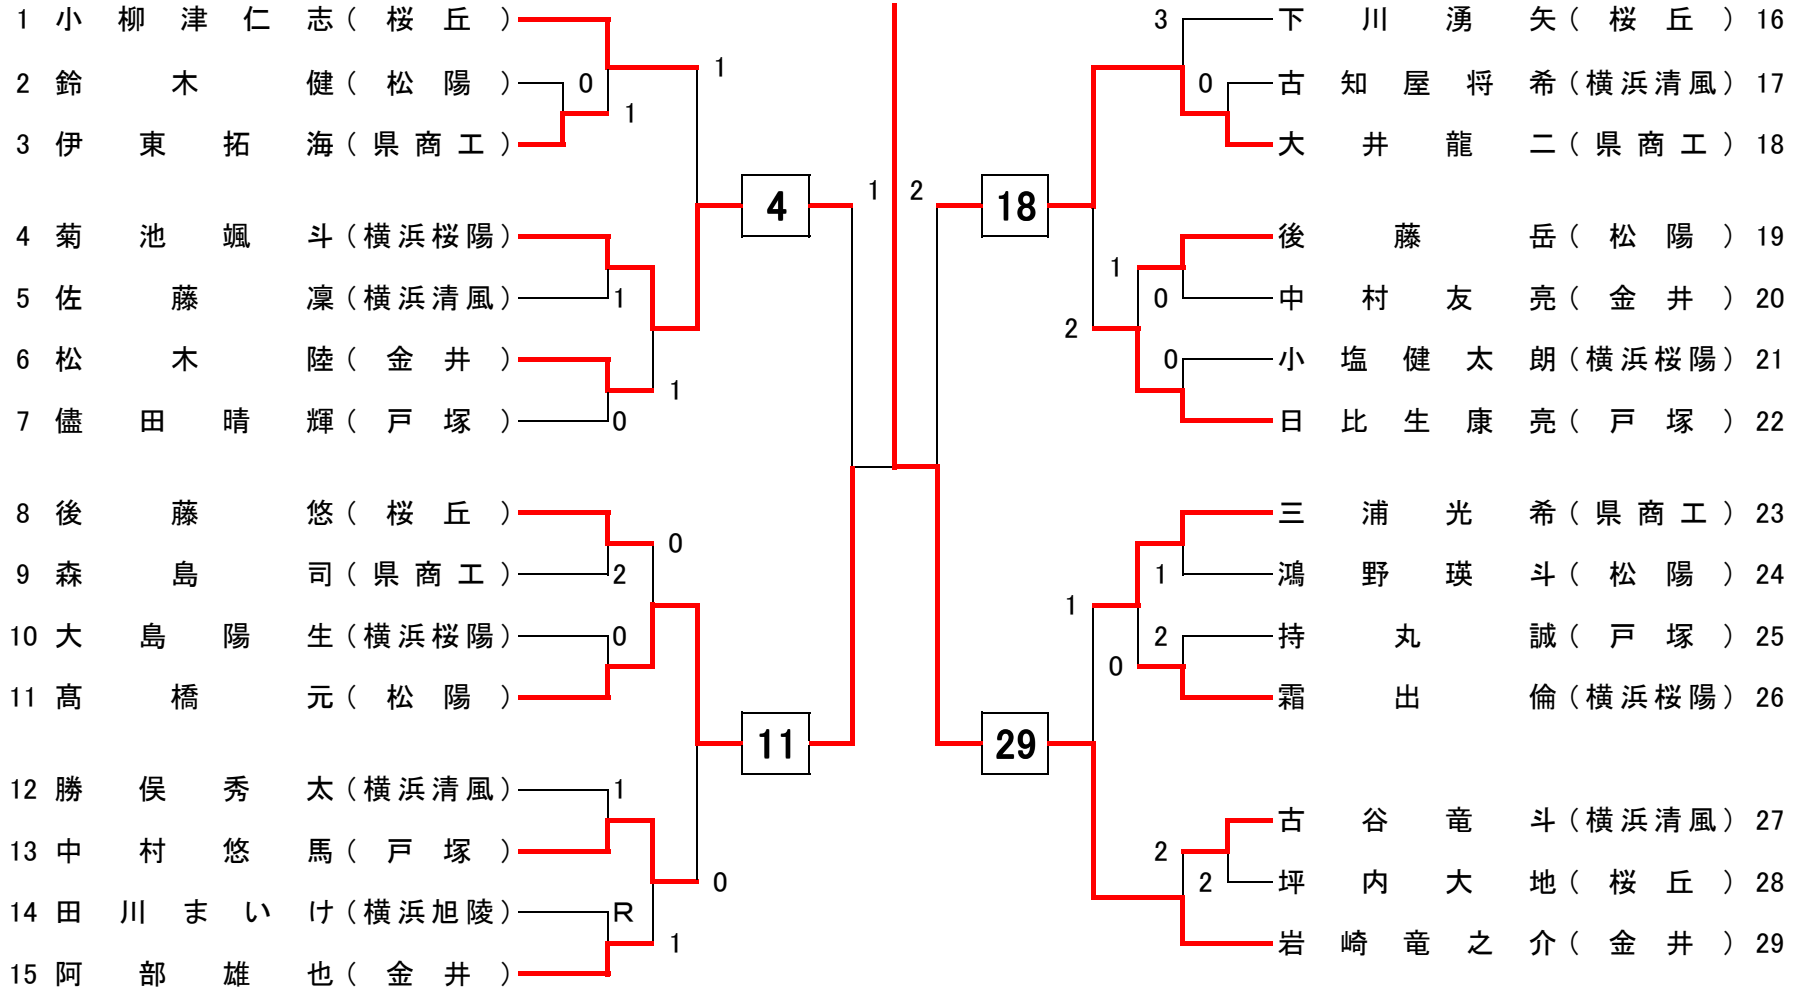 1 小柳津仁志(桜丘)
2 鈴木健(松陽) 0
3 伊東拓海(県商工) 1
1
4 菊池颯斗(横浜桜陽)
5 佐藤凜(横浜清風) 1
6 松木陸(金井)
7 儘田晴輝(戸塚) 0
1
4
8 後藤悠(桜丘)
9 森島司(県商工) 2
0
10 大島陽生(横浜桜陽) 0
11 髙橋元(松陽)
12 勝俣秀太(横浜清風) 1
13 中村悠馬(戸塚)
0
14 田川まいけ(横浜旭陵) R
15 阿部雄也(金井)
1
11
1 2
3 下川湧矢(桜丘) 16
0 古知屋将希(横浜清風) 17
大井龍二(県商工) 18
18
後藤岳(松陽) 19
1
0 中村友亮(金井) 20
2
0 小塩健太朗(横浜桜陽) 21
日比生康亮(戸塚) 22
三浦光希(県商工) 23
1 鴻野瑛斗(松陽) 24
1
2 持丸誠(戸塚) 25
0
霜出倫(横浜桜陽) 26
29
古谷竜斗(横浜清風) 27
2
2 坪内大地(桜丘) 28
岩崎竜之介(金井) 29